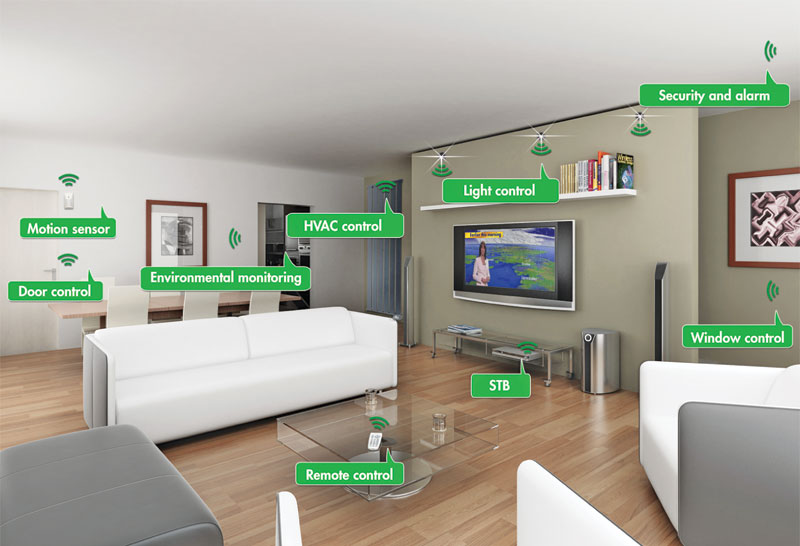 Security and alarm
Light control
Motion sensor
HVAC control
Environmental monitoring
Door control
Window control
STB
Remote control